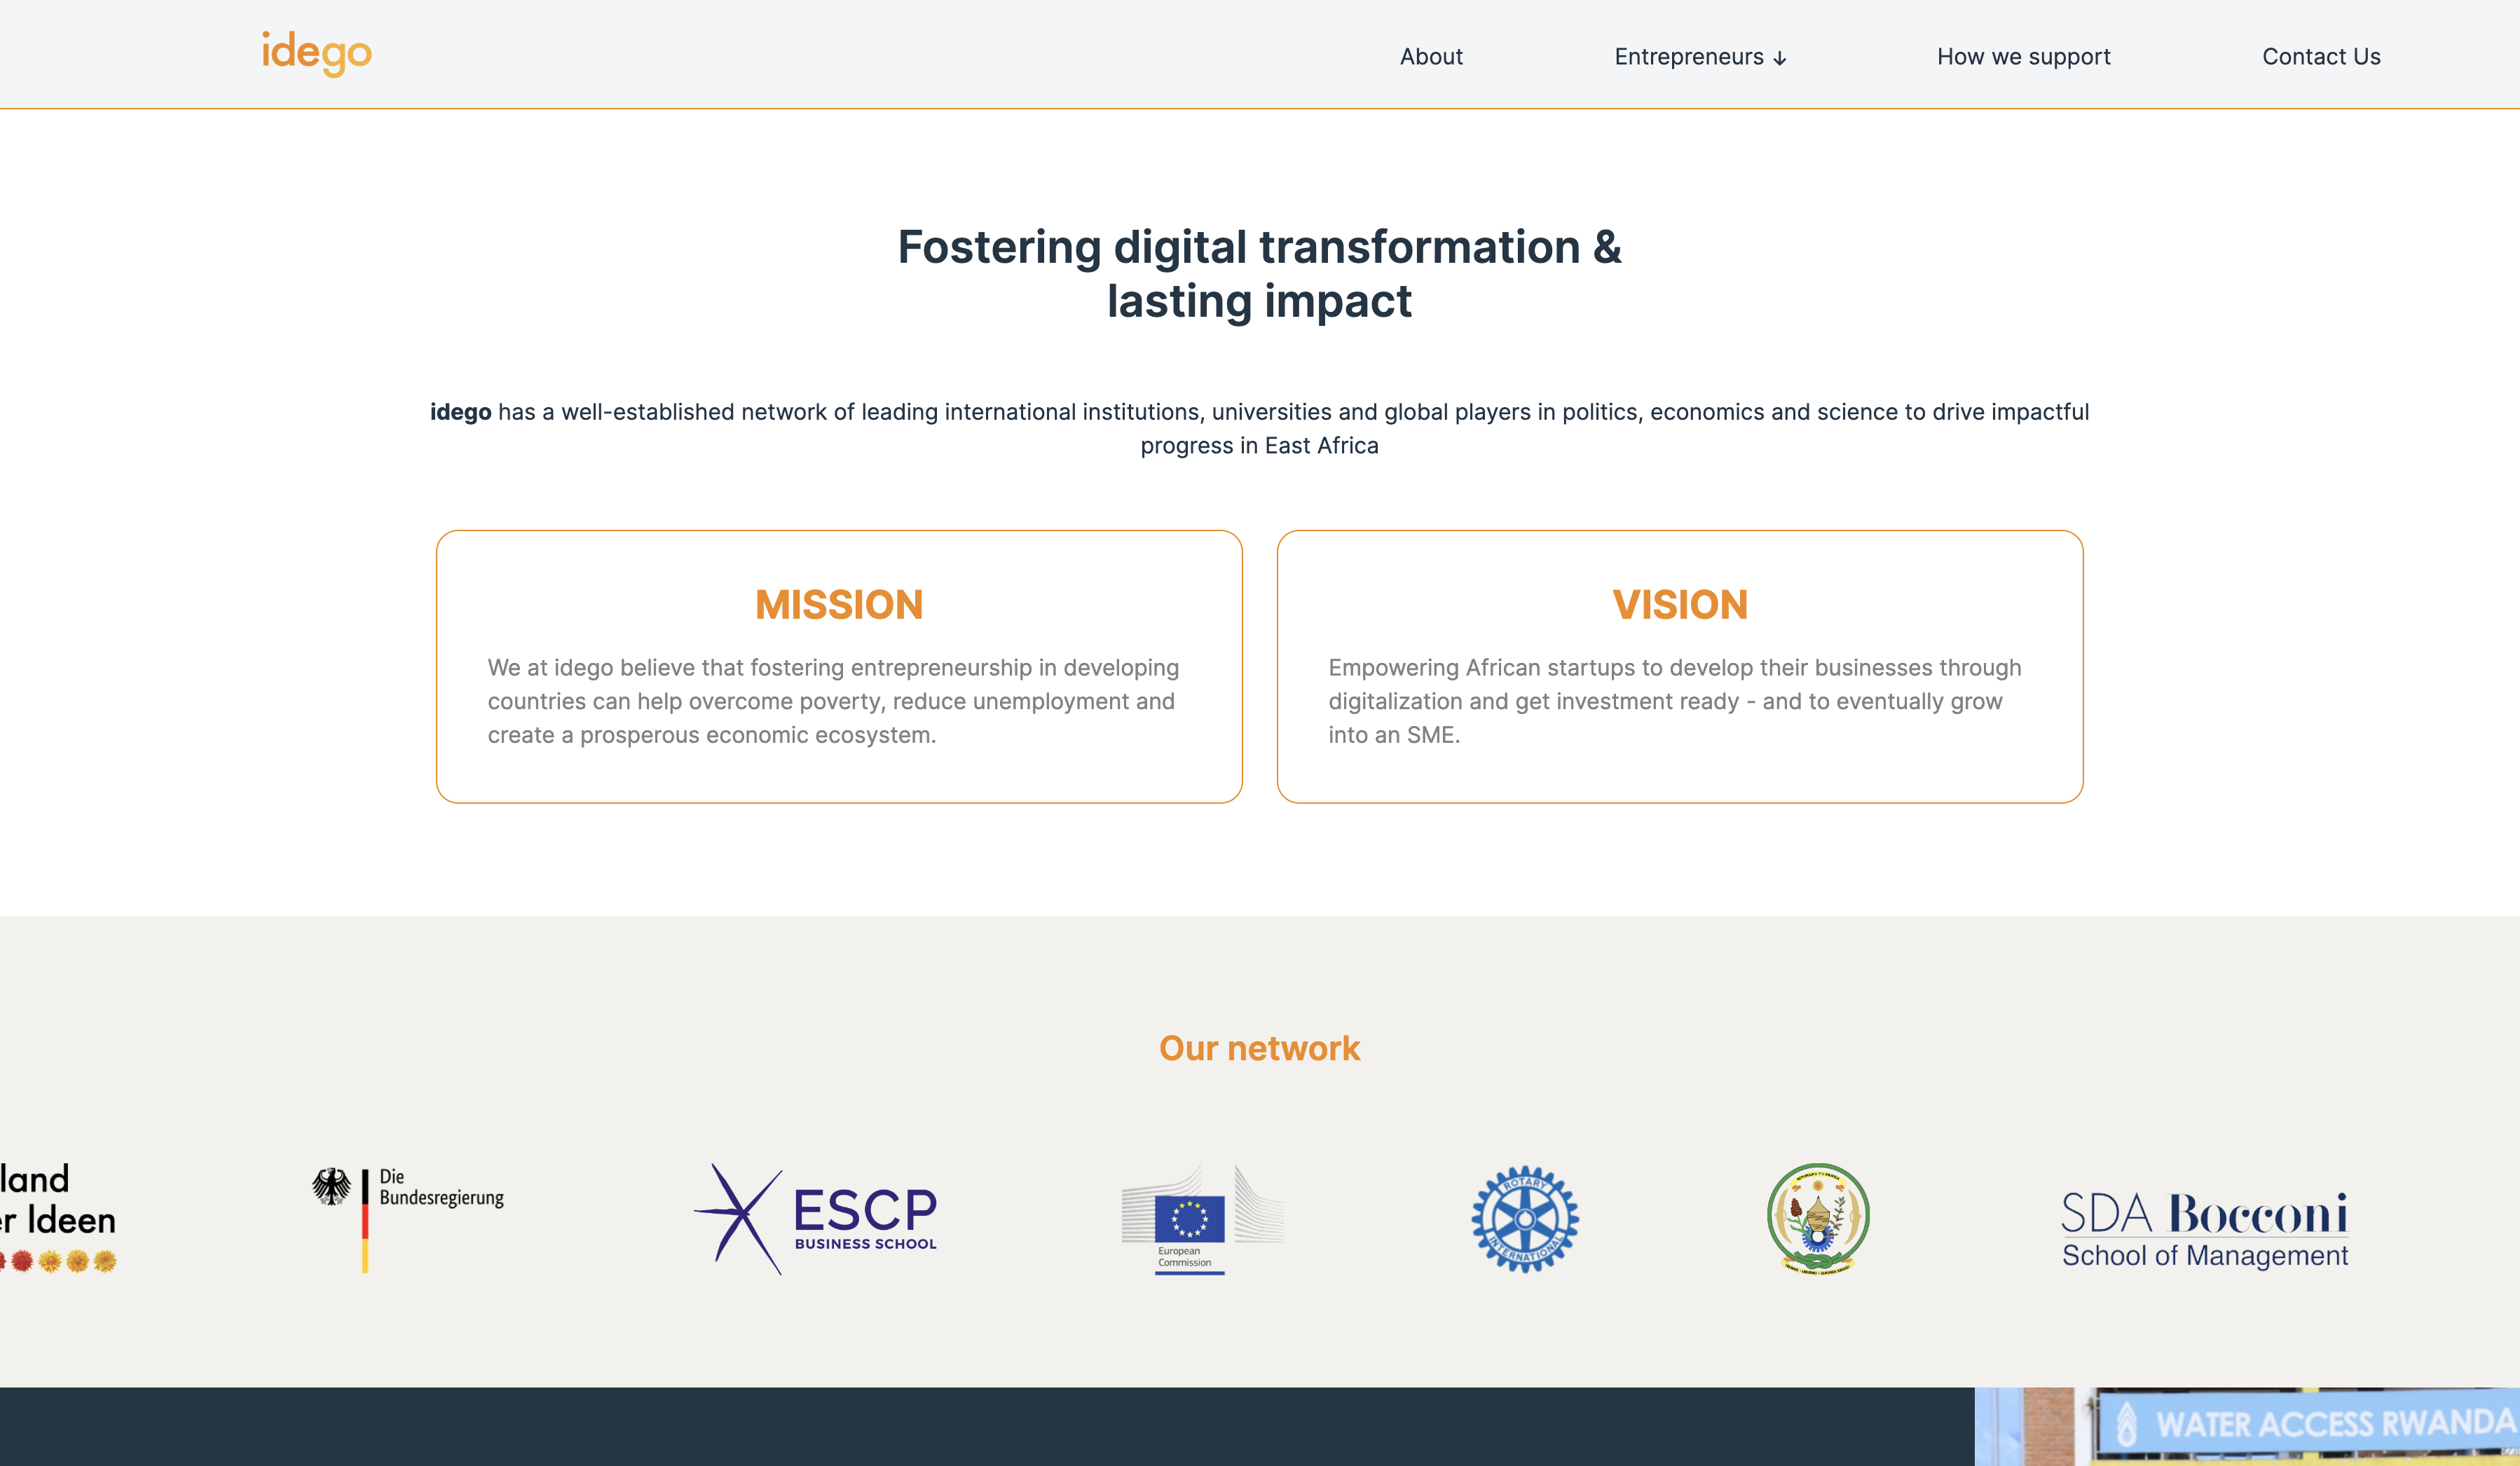 idego
About
Entrepreneurs ↓
How we support
Contact Us
Fostering digital transformation &
lasting impact
idego has a well-established network of leading international institutions, universities and global players in politics, economics and science to drive impactful
progress in East Africa
MISSION
We at idego believe that fostering entrepreneurship in developing
countries can help overcome poverty, reduce unemployment and
create a prosperous economic ecosystem.
VISION
Empowering African startups to develop their businesses through
digitalization and get investment ready - and to eventually grow
into an SME.
Our network
land
r Ideen
Die
Bundesregierung
ESCP
BUSINESS SCHOOL
European
Commission
ROTARY
INTERNATIONAL
SDA Bocconi
School of Management
WATER ACCESS RWANDA